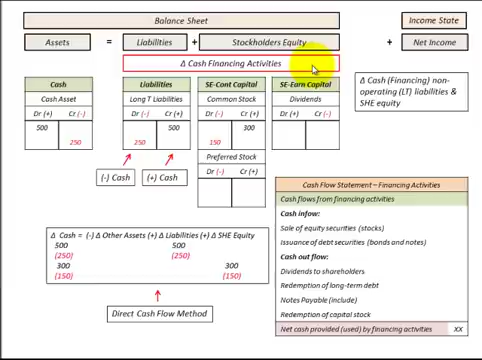 Balance Sheet
Income State
Assets = Liabilities + Stockholders Equity + Net Income
Δ Cash Financing Activities
Cash
Cash Asset
Dr (+) Cr (-)
500
250
Liabilities
Long T Liabilities
Dr (-) Cr (+)
500
250
SE-Cont Capital
Common Stock
Dr (-) Cr (+)
300
150
SE-Earn Capital
Dividends
Dr (+) Cr (-)
Δ Cash (Financing) non-
operating (LT) liabilities &
SHE equity
Preferred Stock
Dr (-) Cr (+)
(-) Cash
(+) Cash
Δ Cash = (-) Δ Other Assets (+) Δ Liabilities (+) Δ SHE Equity
500 500
(250) (250)
300 300
(150) (150)
Direct Cash Flow Method
Cash Flow Statement – Financing Activities
Cash flows from financing activities
Cash infow:
Sale of equity securities (stocks)
Issuance of debt securities (bonds and notes)
Cash out flow:
Dividends to shareholders
Redemption of long-term debt
Notes Payable (include)
Redemption of capital stock
Net cash provided (used) by financing activities XX